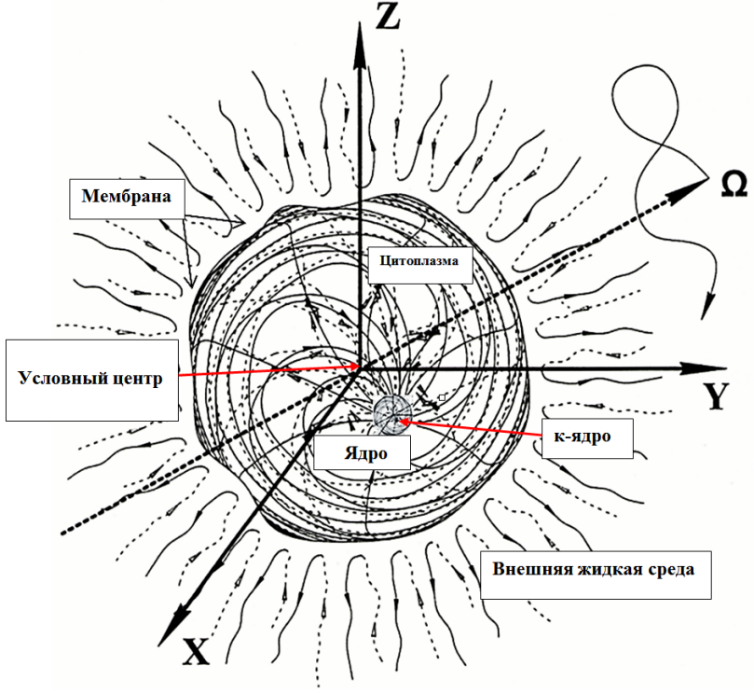 Z
Ω
Мембрана
Цитоплазма
Условный центр
Y
к-ядро
Ядро
Внешняя жидкая среда
X